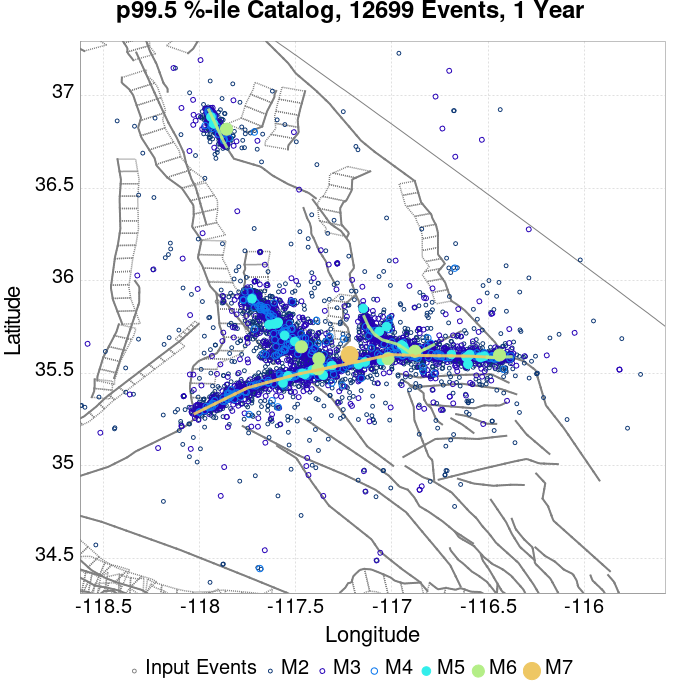 p99.5 %-ile Catalog, 12699 Events, 1 Year
37
36.5
36
35.5
35
34.5
Latitude
-118.5 -118 -117.5 -117 -116.5 -116
Longitude
Input Events M2 M3 M4 M5 M6 M7